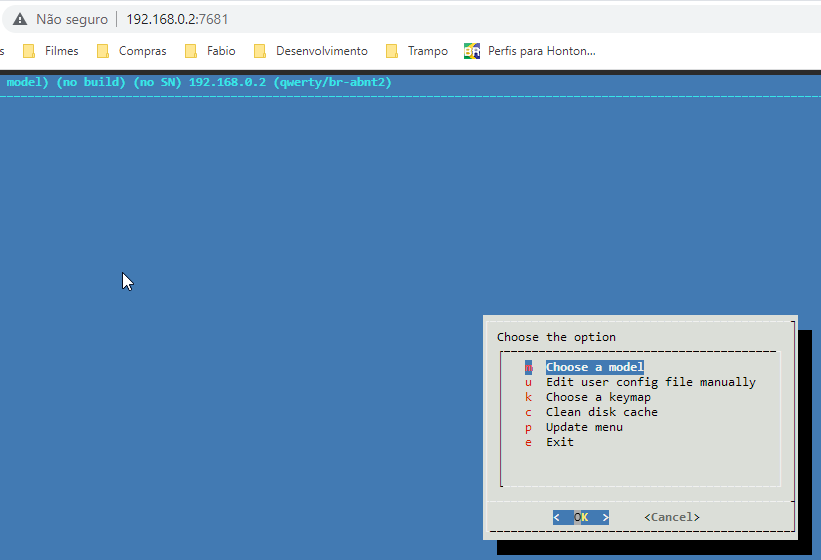 Não seguro 192.168.0.2:7681
s Filmes Compras Fabio Desenvolvimento Trampo BR Perfis para Honton...
model) (no build) (no SN) 192.168.0.2 (qwerty/br-abnt2)
Choose the option
m Choose a model
u Edit user config file manually
k Choose a keymap
c Clean disk cache
p Update menu
e Exit
< OK > <Cancel>